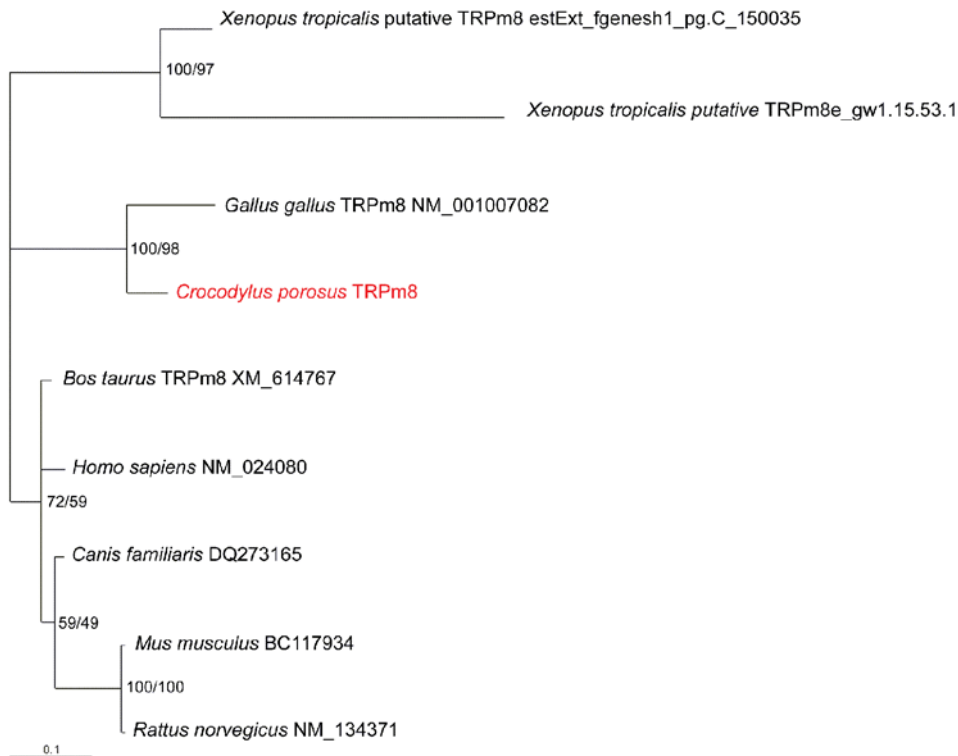 Xenopus tropicalis putative TRPm8 estExt_fgenesh1_pg.C_150035
100/97
Xenopus tropicalis putative TRPm8e_gw1.15.53.1
Gallus gallus TRPm8 NM_001007082
100/98
Crocodylus porosus TRPm8
Bos taurus TRPm8 XM_614767
Homo sapiens NM_024080
72/59
Canis familiaris DQ273165
59/49
Mus musculus BC117934
100/100
Rattus norvegicus NM_134371
0.1